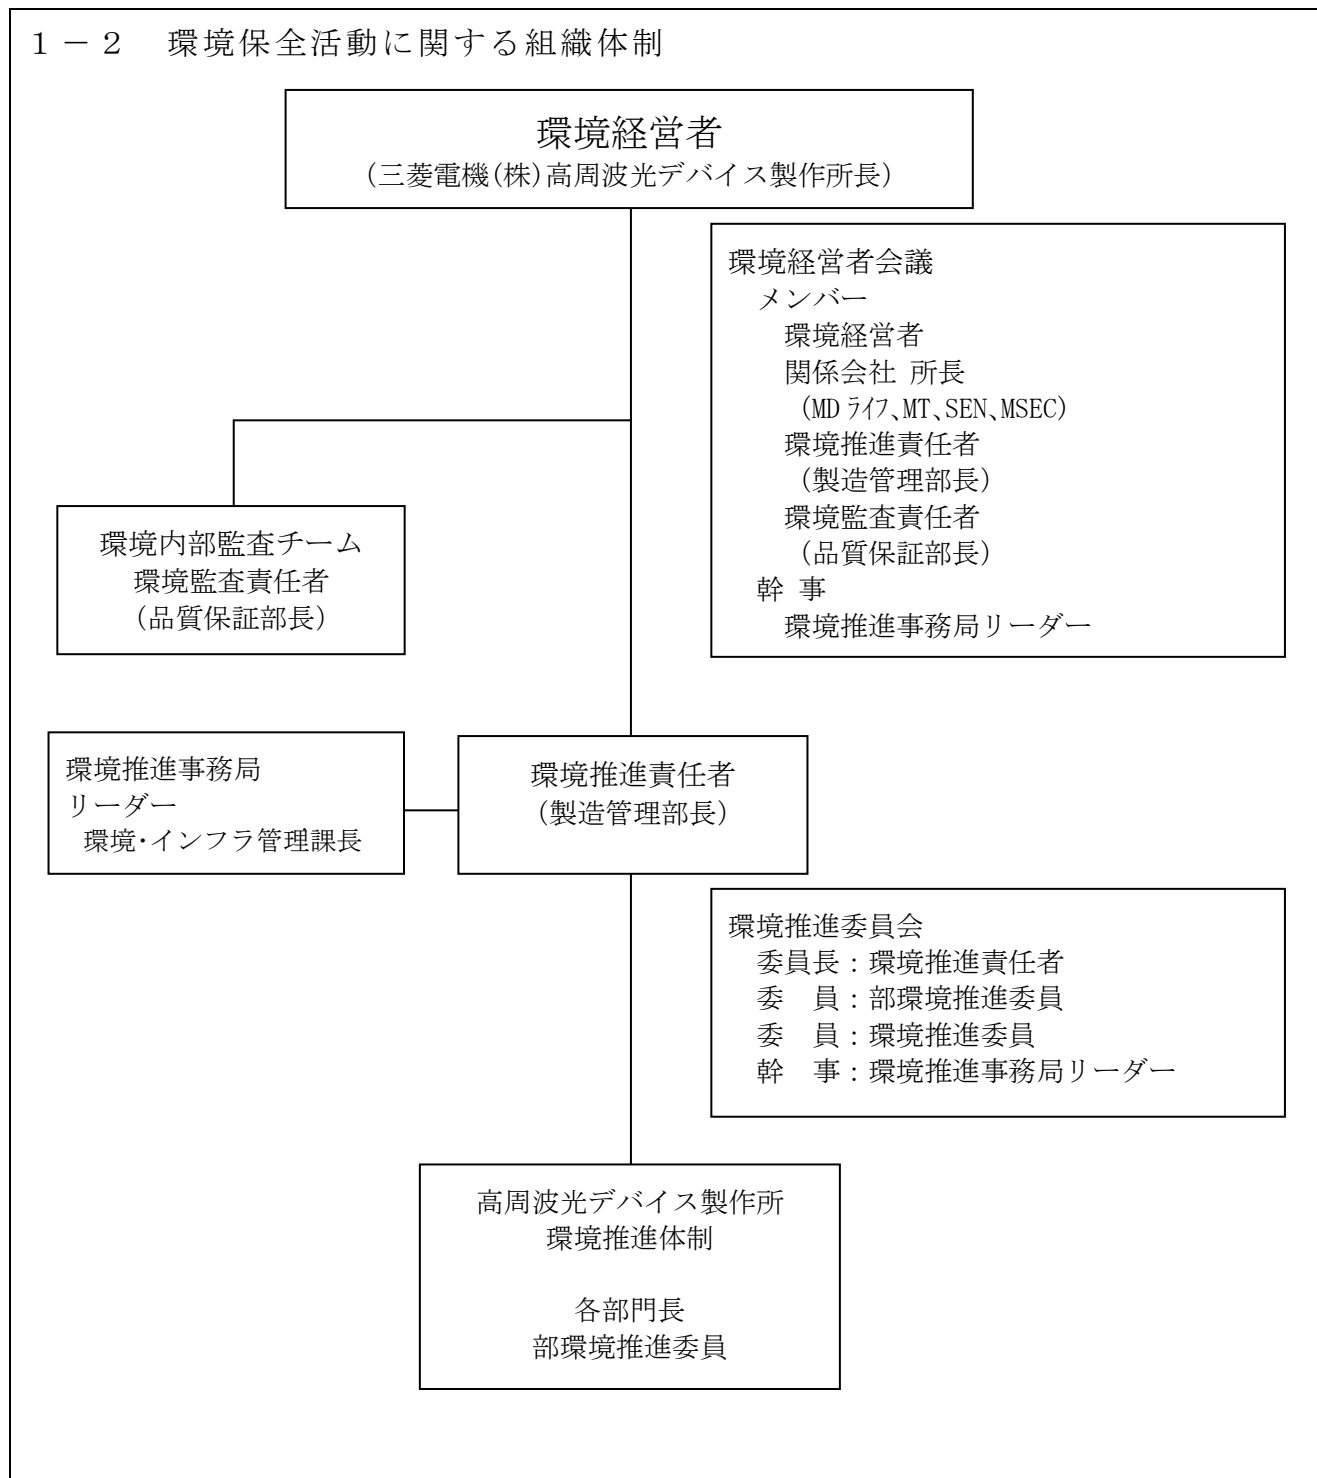 １－２　環境保全活動に関する組織体制
環境経営者
(三菱電機(株)高周波光デバイス製作所長)
環境経営者会議
メンバー
環境経営者
関係会社 所長
(MDﾗｲﾌ、MT、SEN、MSEC)
環境推進責任者
(製造管理部長)
環境監査責任者
(品質保証部長)
幹 事
環境推進事務局リーダー
環境内部監査チーム
環境監査責任者
(品質保証部長)
環境推進事務局
リーダー
環境･インフラ管理課長
環境推進責任者
(製造管理部長)
環境推進委員会
委員長：環境推進責任者
委　員：部環境推進委員
委　員：環境推進委員
幹　事：環境推進事務局リーダー
高周波光デバイス製作所
環境推進体制
各部門長
部環境推進委員